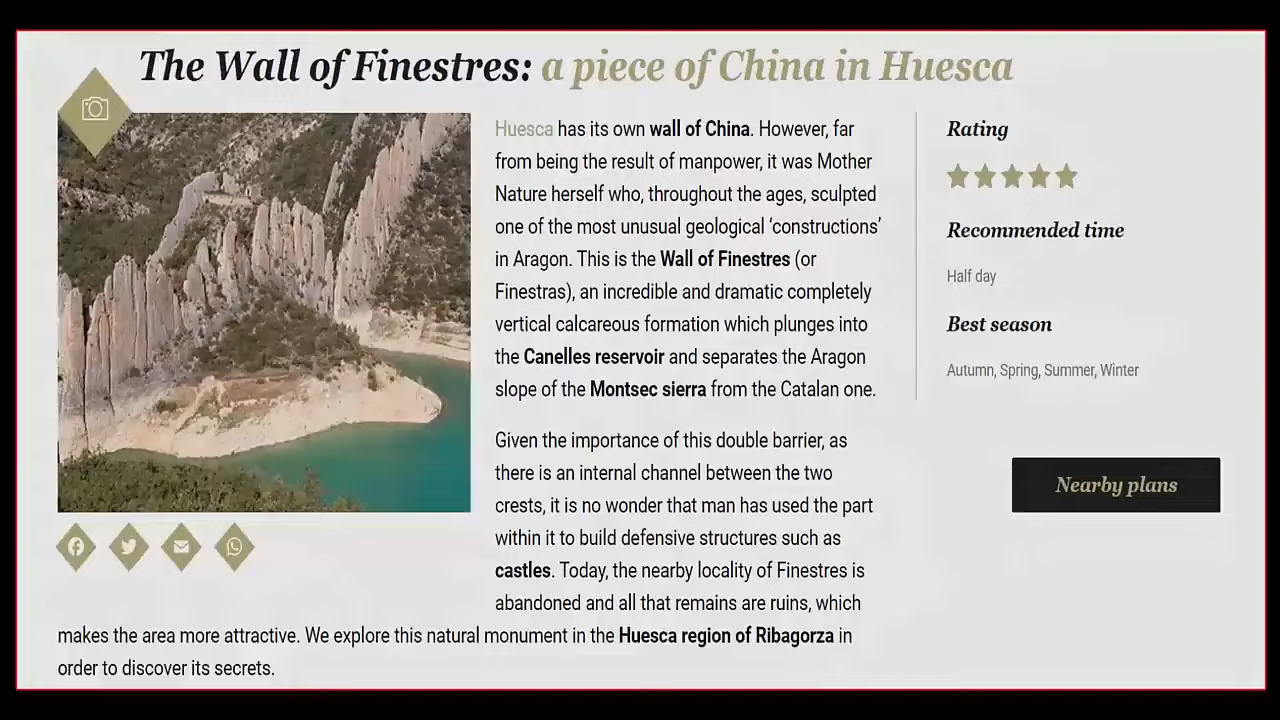 The Wall of Finestres: a piece of China in Huesca
Huesca has its own wall of China. However, far
from being the result of manpower, it was Mother
Nature herself who, throughout the ages, sculpted
one of the most unusual geological ‘constructions’
in Aragon. This is the Wall of Finestres (or
Finestras), an incredible and dramatic completely
vertical calcareous formation which plunges into
the Canelles reservoir and separates the Aragon
slope of the Montsec sierra from the Catalan one.
Given the importance of this double barrier, as
there is an internal channel between the two
crests, it is no wonder that man has used the part
within it to build defensive structures such as
castles. Today, the nearby locality of Finestres is
abandoned and all that remains are ruins, which
makes the area more attractive. We explore this natural monument in the Huesca region of Ribagorza in
order to discover its secrets.
Rating
Recommended time
Half day
Best season
Autumn, Spring, Summer, Winter
Nearby plans